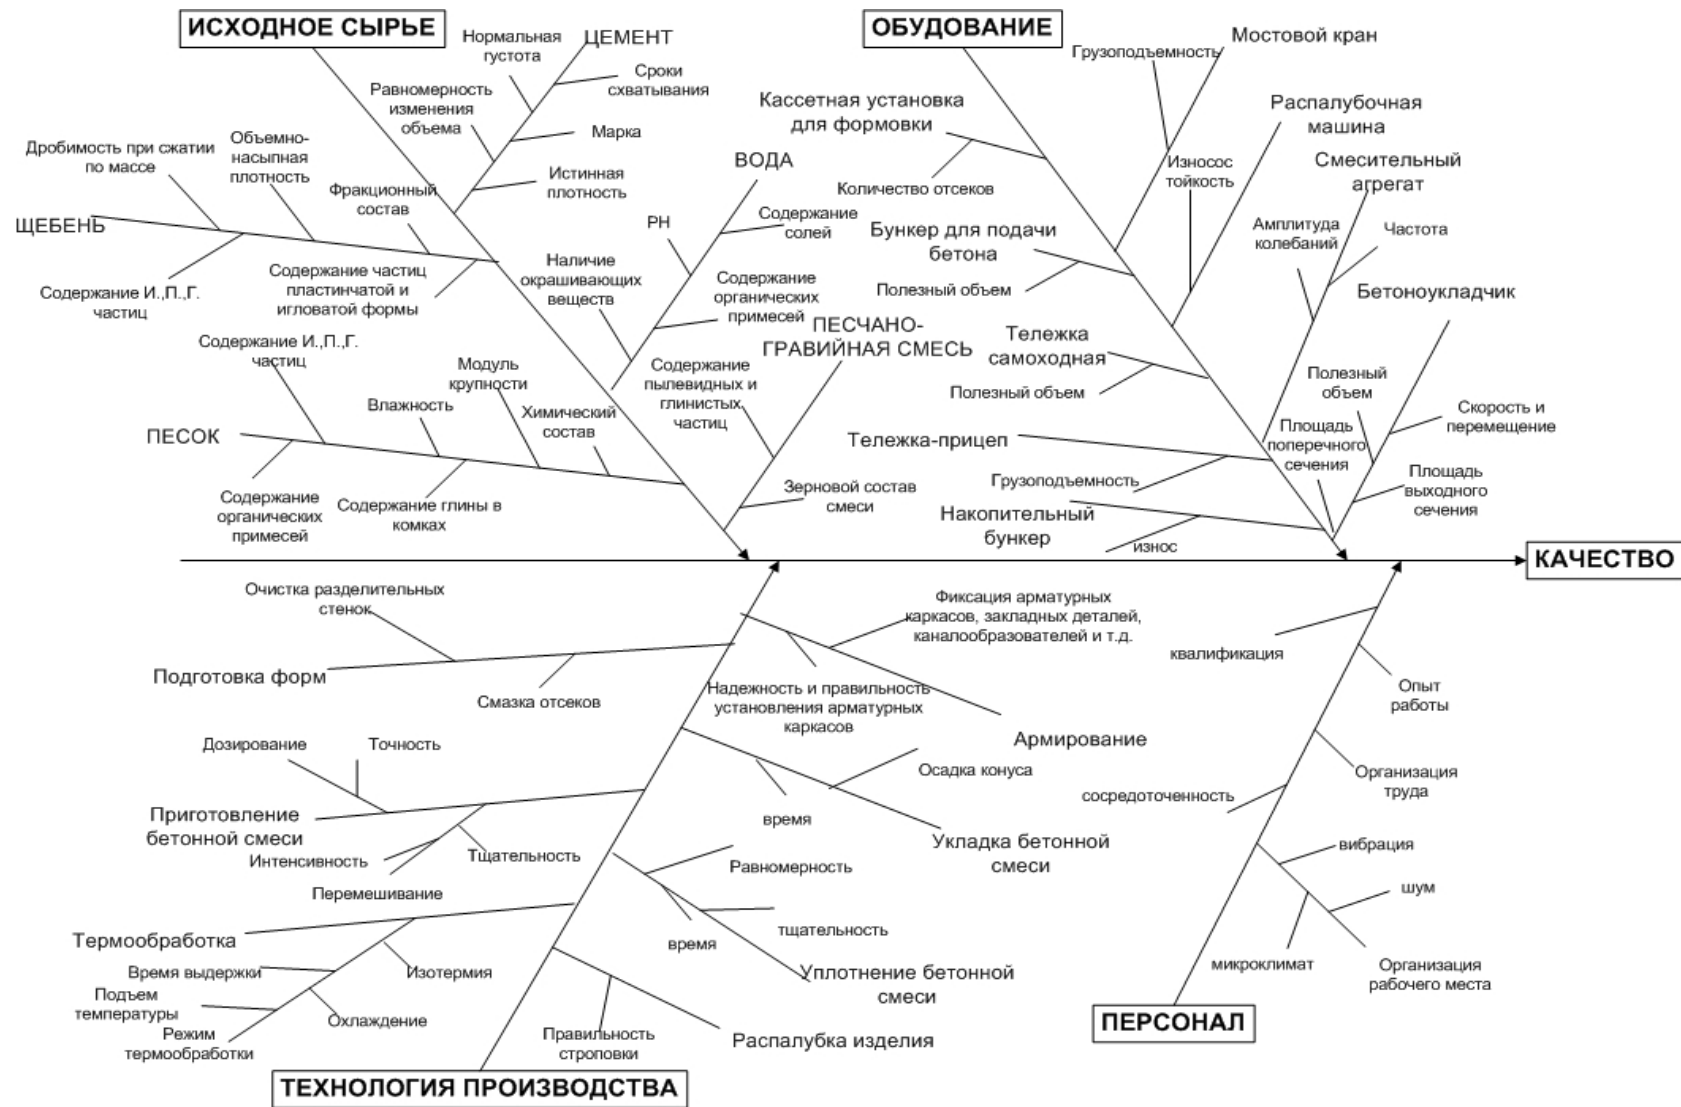 ИСХОДНОЕ СЫРЬЕ
Нормальная
густота
ЦЕМЕНТ
Сроки
схватывания
Равномерность
изменения
объема
Марка
Истинная
плотность
Дробимость при сжатии
по массе
Объемно-
насыпная
плотность
Фракционный
состав
ЩЕБЕНЬ
Содержание И.,П.,Г.
частиц
Содержание частиц
пластинчатой и
игловатой формы
ВОДА
РН
Содержание
солей
Наличие
окрашивающих
веществ
Содержание
органических
примесей
ПЕСЧАНО-
ГРАВИЙНАЯ СМЕСЬ
Содержание
пылевидных и
глинистых
частиц
Зерновой состав
смеси
Содержание И.,П.,Г.
частиц
Влажность
Модуль
крупности
Химический
состав
ПЕСОК
Содержание
органических
примесей
Содержание глины в
комках
ОБУДОВАНИЕ
Грузоподъемность
Мостовой кран
Кассетная установка
для формовки
Количество отсеков
Распалубочная
машина
Износос
тойкость
Смесительный
агрегат
Амплитуда
колебаний
Частота
Бункер для подачи
бетона
Полезный объем
Бетоноукладчик
Тележка
самоходная
Полезный объем
Полезный
объем
Скорость и
перемещение
Площадь
поперечного
сечения
Площадь
выходного
сечения
Тележка-прицеп
Грузоподъемность
Накопительный
бункер
износ
КАЧЕСТВО
Очистка разделительных
стенок
Подготовка форм
Смазка отсеков
Фиксация арматурных
каркасов, закладных деталей,
каналообразователей и т.д.
Надежность и правильность
установления арматурных
каркасов
Армирование
Дозирование
Точность
Приготовление
бетонной смеси
Интенсивность
Тщательность
Перемешивание
Осадка конуса
время
Укладка бетонной
смеси
Равномерность
время
тщательность
Уплотнение бетонной
смеси
Термообработка
Время выдержки
Изотермия
Подъем
температуры
Охлаждение
Режим
термообработки
Правильность
строповки
Распалубка изделия
ТЕХНОЛОГИЯ ПРОИЗВОДСТВА
квалификация
Опыт
работы
Организация
труда
сосредоточенность
вибрация
шум
микроклимат
Организация
рабочего места
ПЕРСОНАЛ